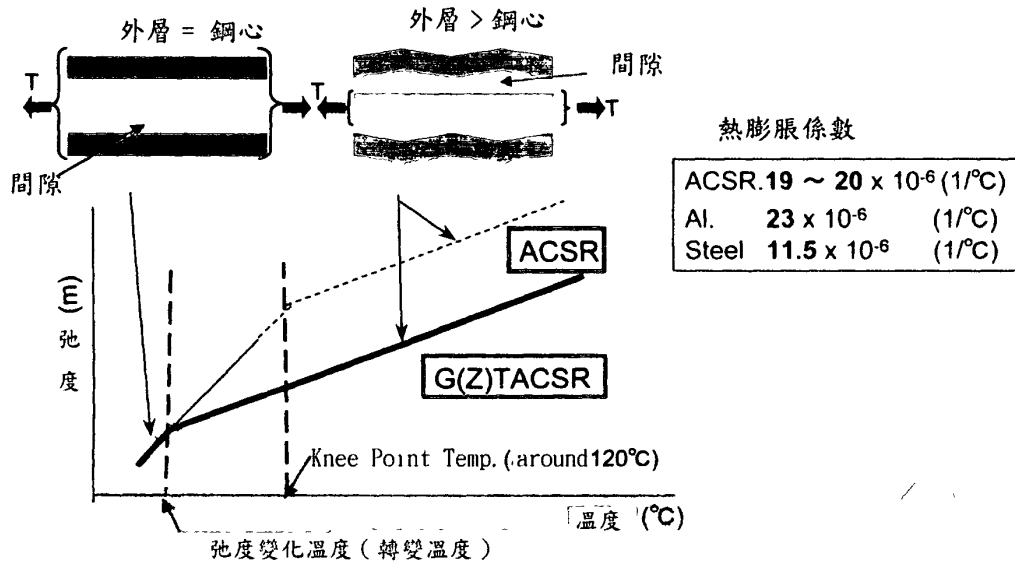 外層 = 鋼心
外層 > 鋼心
間隙
T
T
T
間隙
熱膨脹係數
ACSR.19 ~ 20 x 10⁻⁶ (1/°C)
Al. 23 x 10⁻⁶ (1/°C)
Steel 11.5 x 10⁻⁶ (1/°C)
ACSR
(m)
弛度
G(Z)TACSR
Knee Point Temp. (around 120°C)
溫度 (°C)
弛度變化溫度 ( 轉變溫度 )